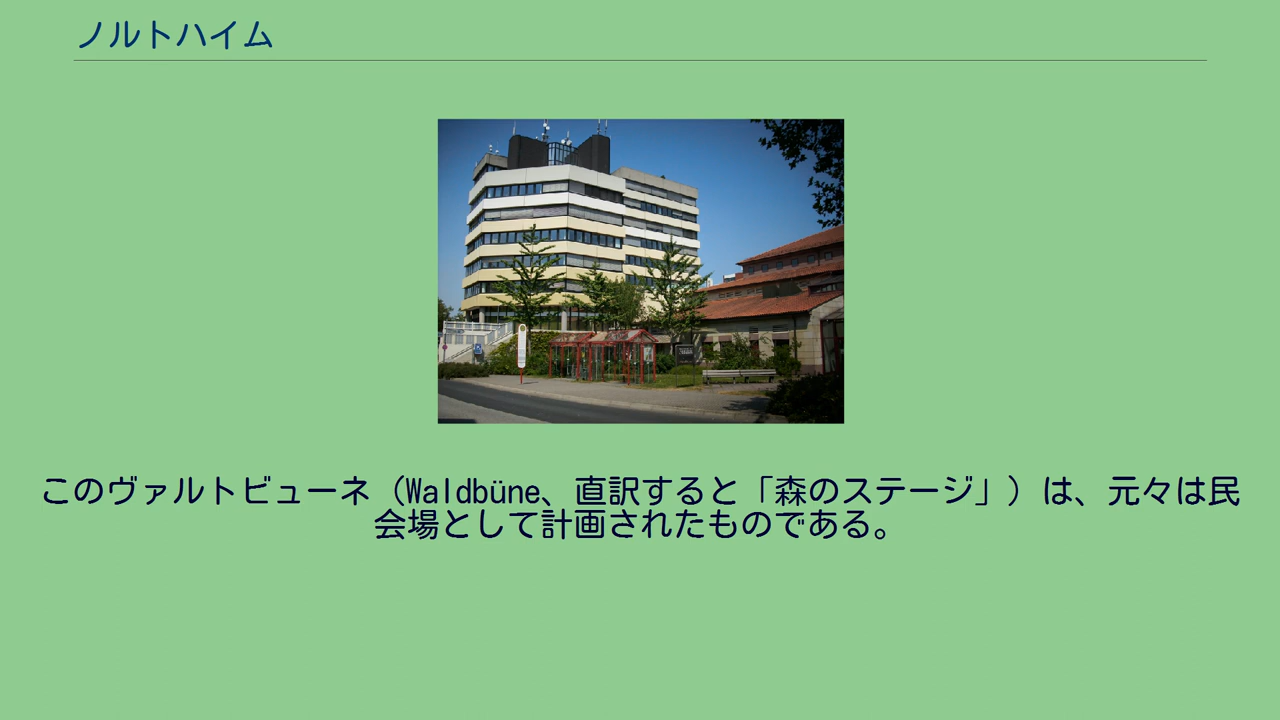 ノルトハイム
このヴァルトビューネ（Waldbüne、直訳すると「森のステージ」）は、元々は民
会場として計画されたものである。